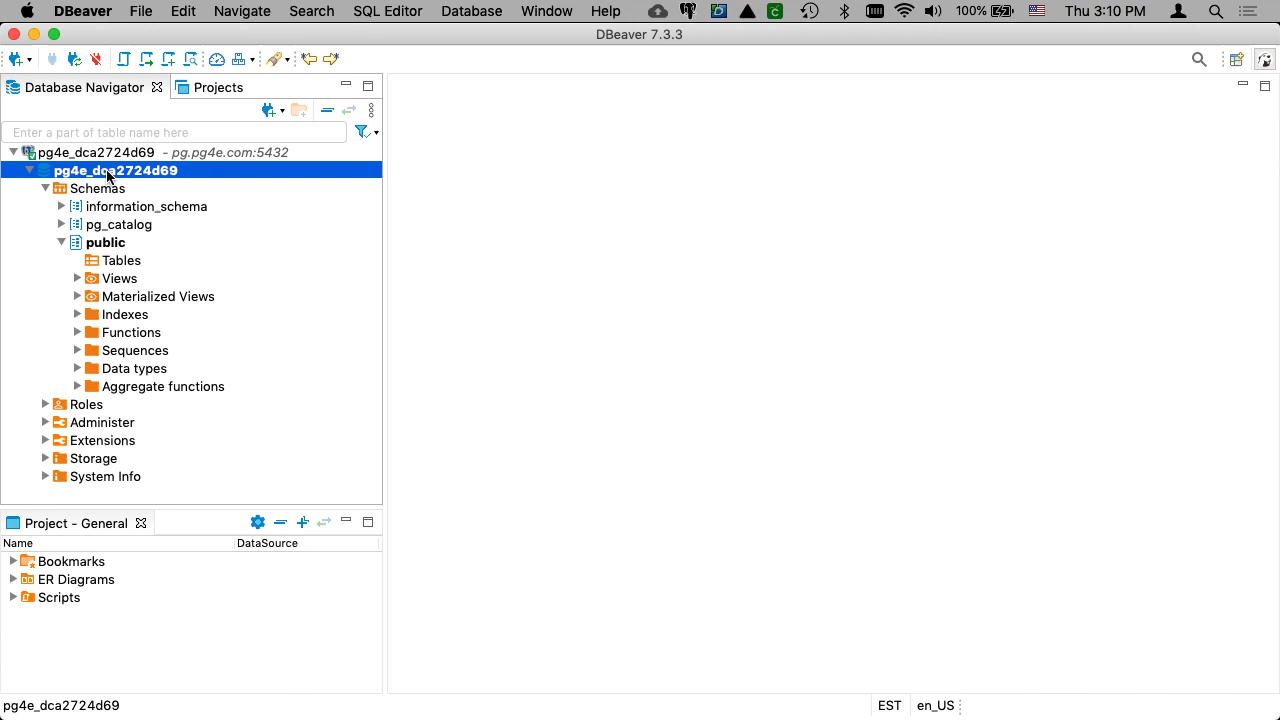 DBeaver File Edit Navigate Search SQL Editor Database Window Help 100% Thu 3:10 PM
DBeaver 7.3.3
Database Navigator Projects
Enter a part of table name here
pg4e_dca2724d69 - pg.pg4e.com:5432
pg4e_dca2724d69
Schemas
information_schema
pg_catalog
public
Tables
Views
Materialized Views
Indexes
Functions
Sequences
Data types
Aggregate functions
Roles
Administer
Extensions
Storage
System Info
Project - General
Name DataSource
Bookmarks
ER Diagrams
Scripts
pg4e_dca2724d69 EST en_US